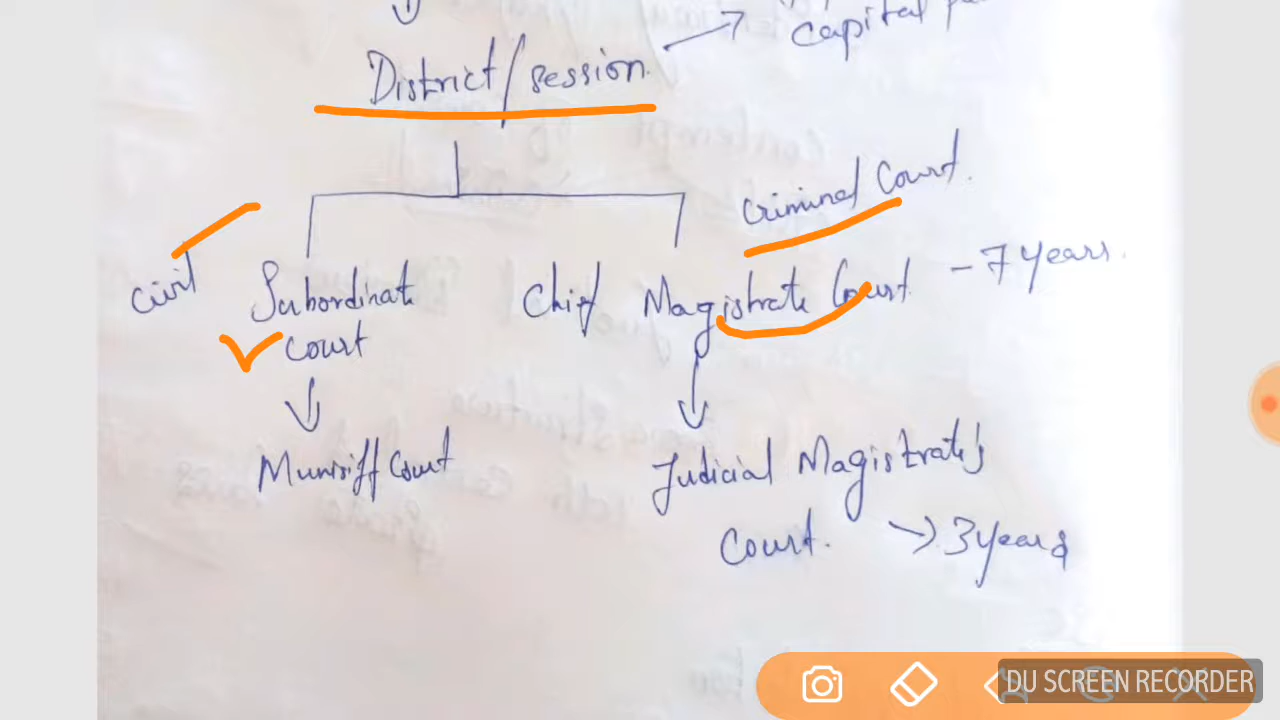 capital
District/session
Criminal Court.
Civil
Subordinate
Court
Chief Magistrate Court - 7 years.
Munsiff Court
Judicial Magistrate's
Court. → 3 years
DU SCREEN RECORDER